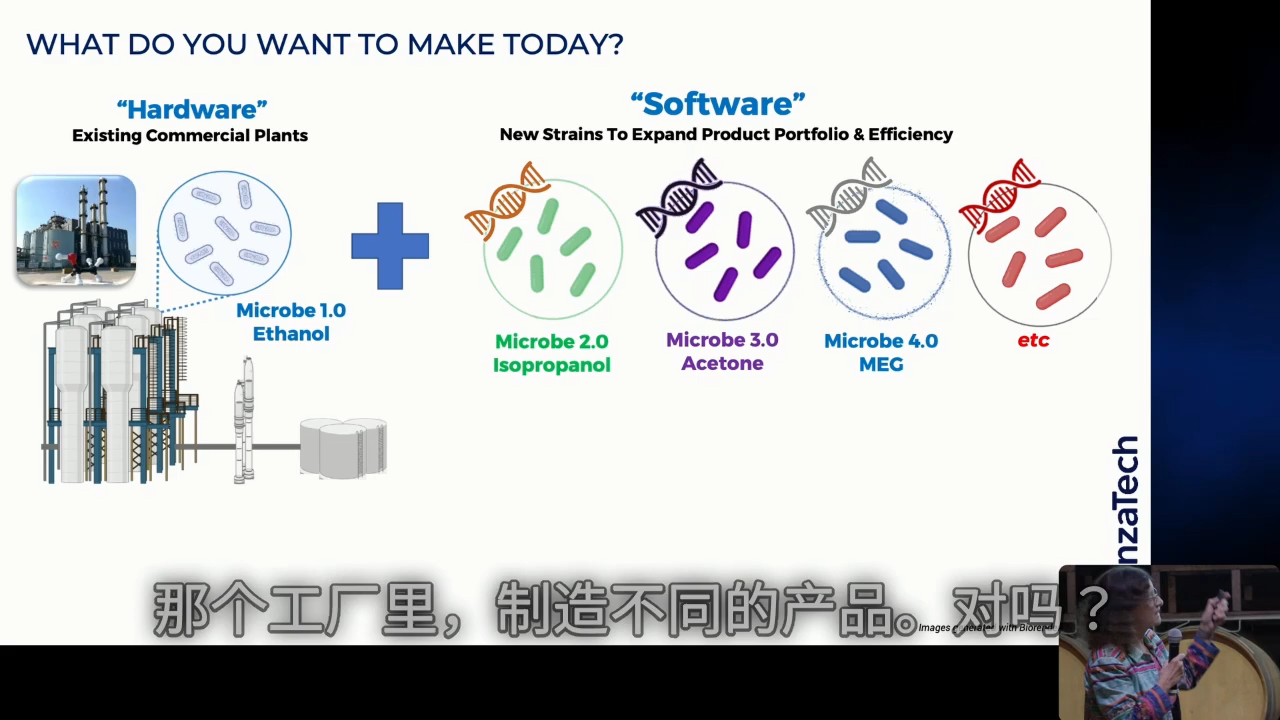 WHAT DO YOU WANT TO MAKE TODAY?
“Hardware”
Existing Commercial Plants
Microbe 1.0
Ethanol
“Software”
New Strains To Expand Product Portfolio & Efficiency
Microbe 2.0
Isopropanol
Microbe 3.0
Acetone
Microbe 4.0
MEG
etc
nzaTech
Images generated with
那个工厂里，制造不同的产品。对吗？